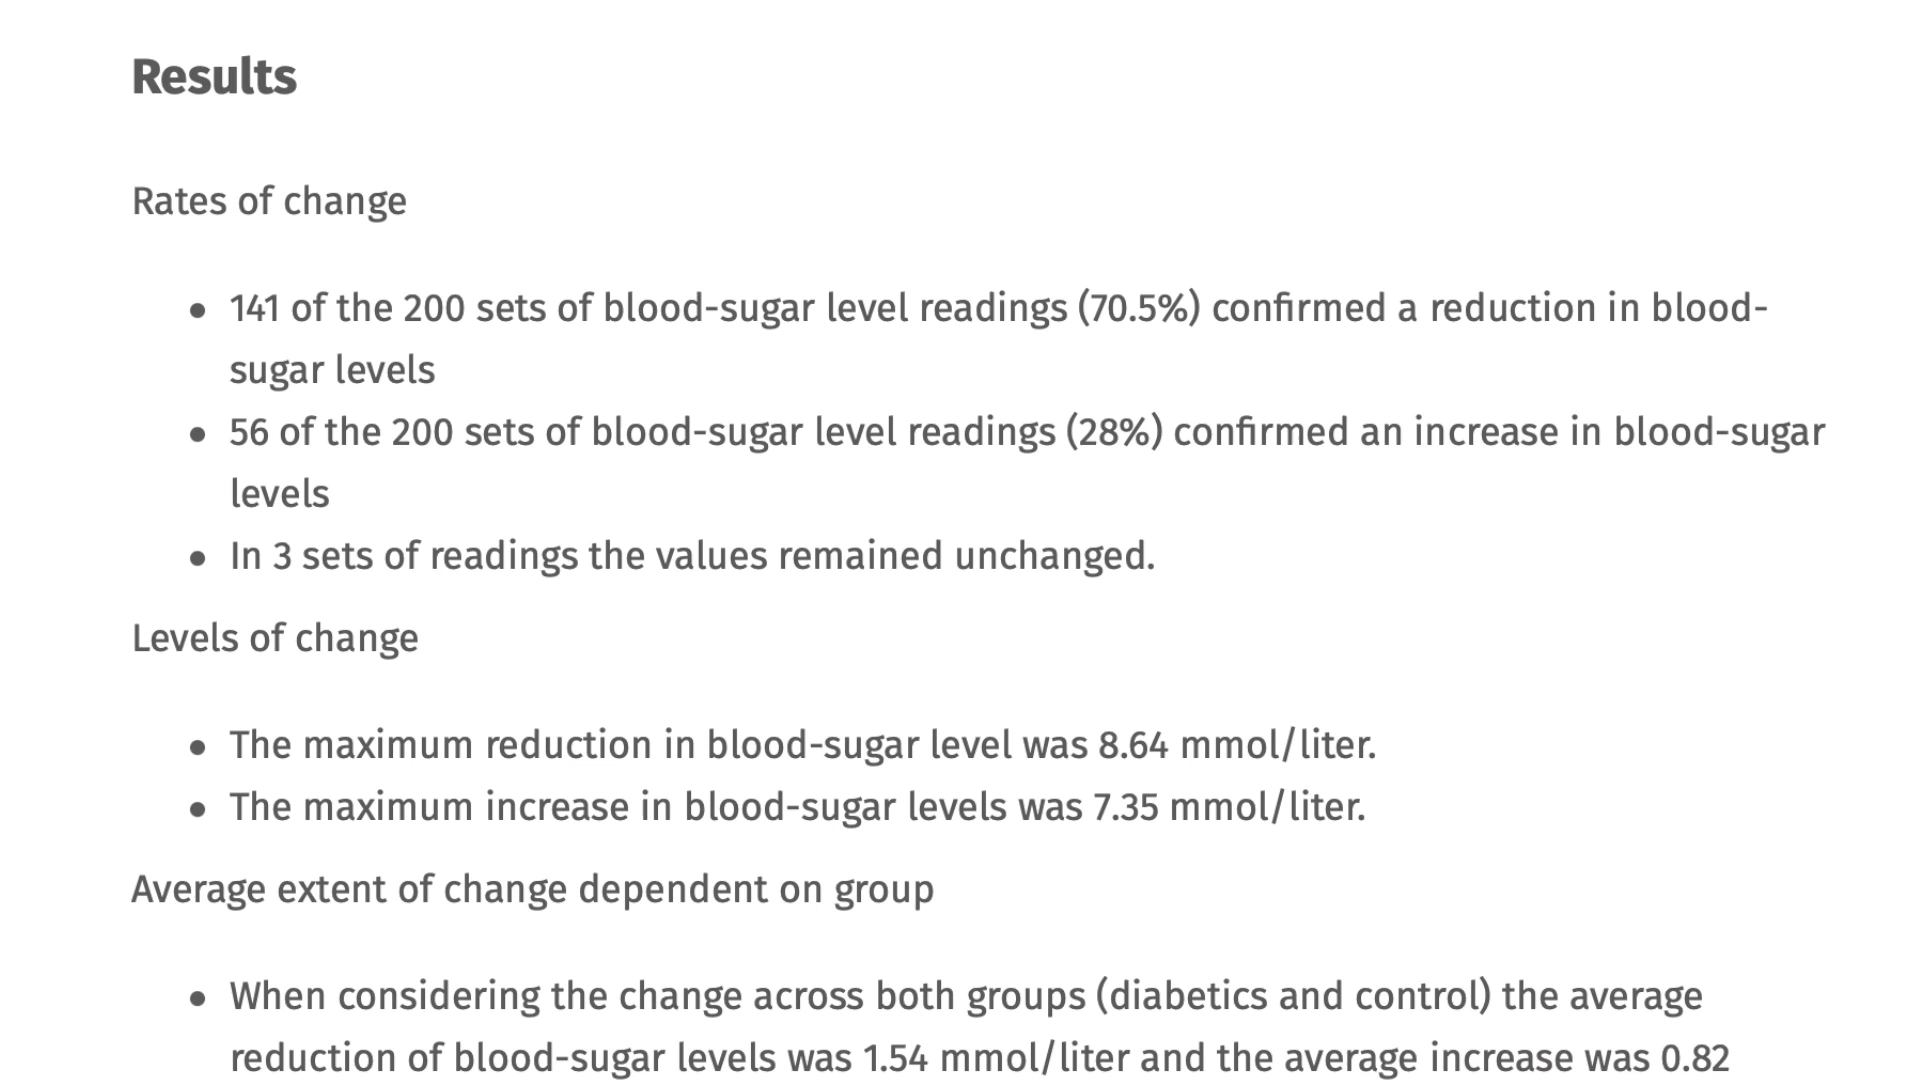 Results
Rates of change
• 141 of the 200 sets of blood-sugar level readings (70.5%) confirmed a reduction in blood-
sugar levels
• 56 of the 200 sets of blood-sugar level readings (28%) confirmed an increase in blood-sugar
levels
• In 3 sets of readings the values remained unchanged.
Levels of change
• The maximum reduction in blood-sugar level was 8.64 mmol/liter.
• The maximum increase in blood-sugar levels was 7.35 mmol/liter.
Average extent of change dependent on group
• When considering the change across both groups (diabetics and control) the average
reduction of blood-sugar levels was 1.54 mmol/liter and the average increase was 0.82